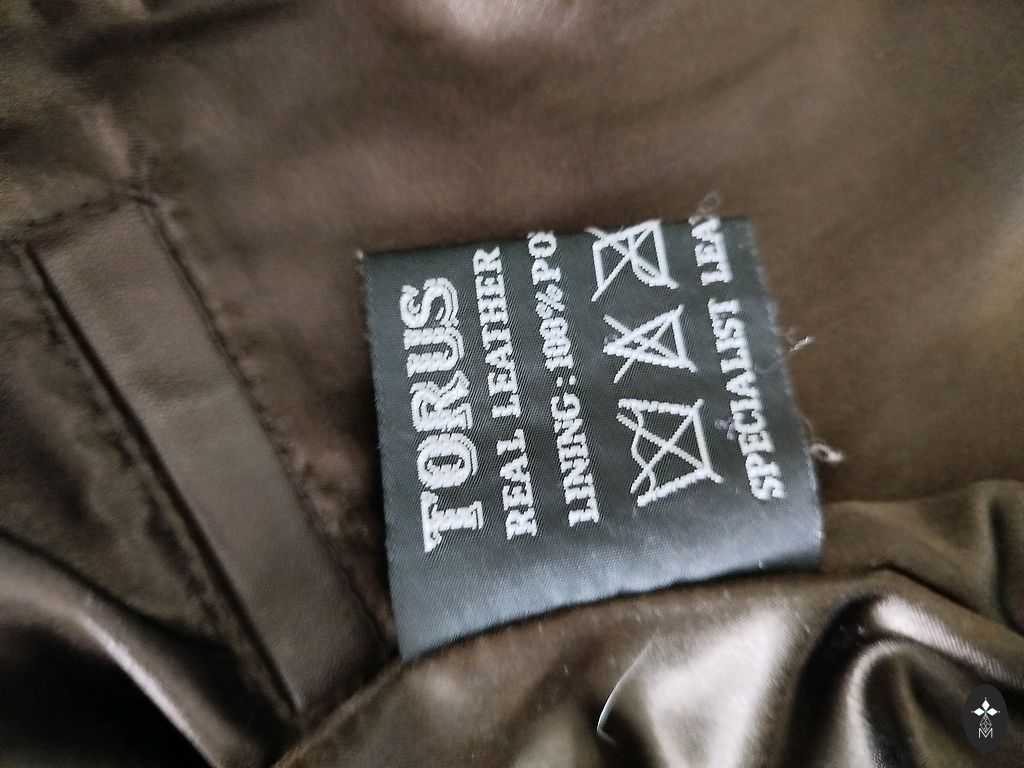 TORUS
REAL LEATHER
LINING: 100% PO
SPECIALIST LEA
M